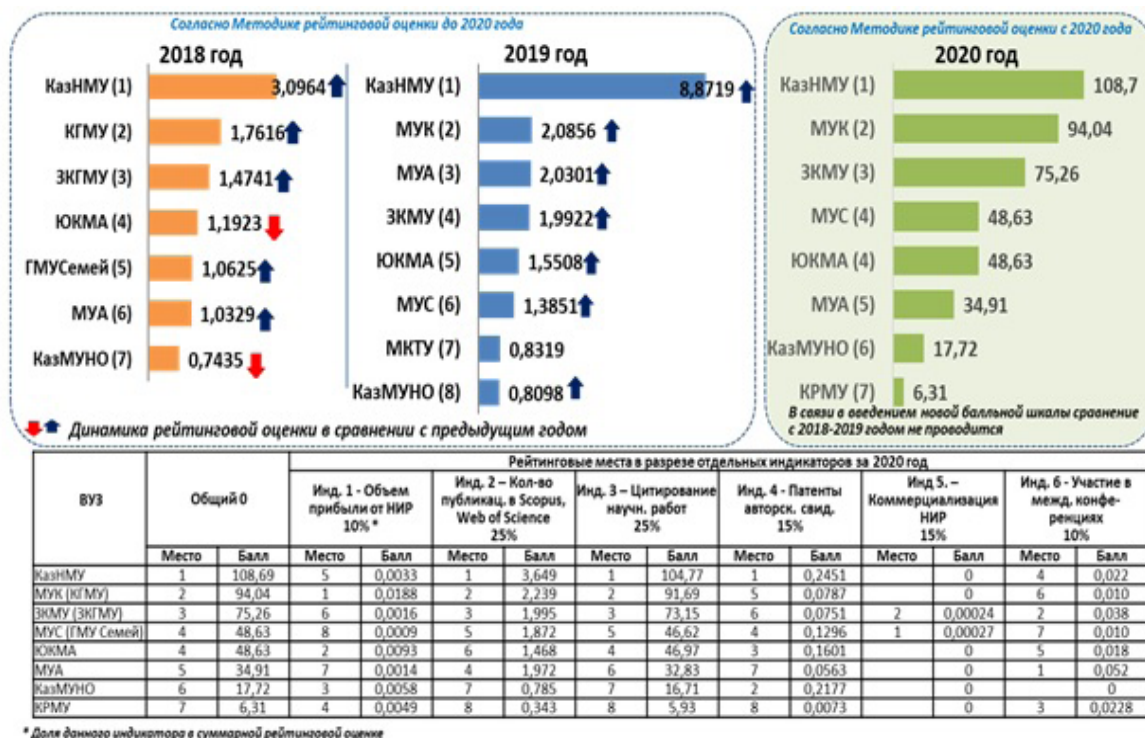 Согласно Методике рейтинговой оценки до 2020 года
2018 год
КазНМУ (1) 3,0964
КГМУ (2) 1,7616
ЗКГМУ (3) 1,4741
ЮКМА (4) 1,1923
ГМУСемей (5) 1,0625
МУА (6) 1,0329
КазМУНО (7) 0,7435
2019 год
КазНМУ (1) 8,8719
МУК (2) 2,0856
МУА (3) 2,0301
ЗКМУ (4) 1,9922
ЮКМА (5) 1,5508
МУС (6) 1,3851
МКТУ (7) 0,8319
КазМУНО (8) 0,8098
Динамика рейтинговой оценки в сравнении с предыдущим годом
Согласно Методике рейтинговой оценки с 2020 года
2020 год
КазНМУ (1) 108,7
МУК (2) 94,04
ЗКМУ (3) 75,26
МУС (4) 48,63
ЮКМА (4) 48,63
МУА (5) 34,91
КазМУНО (6) 17,72
КРМУ (7) 6,31
В связи в введением новой балльной шкалы сравнение
с 2018-2019 годом не проводится
Рейтинговые места в разрезе отдельных индикаторов за 2020 год
ВУЗ
Общий 0
Инд. 1 - Объем
прибыли от НИР
10% *
Инд. 2 – Кол-во
публикац. в Scopus,
Web of Science
25%
Инд. 3 – Цитирование
научн. работ
25%
Инд. 4 - Патенты
авторск. свид.
15%
Инд 5. –
Коммерциализация
НИР
15%
Инд. 6 - Участие в
межд. конфе-
ренциях
10%
Место Балл Место Балл Место Балл Место Балл Место Балл Место Балл Место Балл
КазНМУ 1 108,69 5 0,0033 1 3,649 1 104,77 1 0,2451 0 4 0,022
МУК (КГМУ) 2 94,04 1 0,0188 2 2,239 2 91,69 5 0,0787 0 6 0,010
ЗКМУ (ЗКГМУ) 3 75,26 6 0,0016 3 1,995 3 73,15 6 0,0751 2 0,00024 2 0,038
МУС (ГМУ Семей) 4 48,63 8 0,0009 5 1,872 5 46,62 4 0,1296 1 0,00027 7 0,010
ЮКМА 4 48,63 2 0,0093 6 1,468 4 46,97 3 0,1601 0 5 0,018
МУА 5 34,91 7 0,0014 4 1,972 6 32,83 7 0,0563 0 1 0,052
КазМУНО 6 17,72 3 0,0058 7 0,785 7 16,71 2 0,2177 0 0
КРМУ 7 6,31 4 0,0049 8 0,343 8 5,93 8 0,0073 0 3 0,0228
* Доля данного индикатора в суммарной рейтинговой оценке